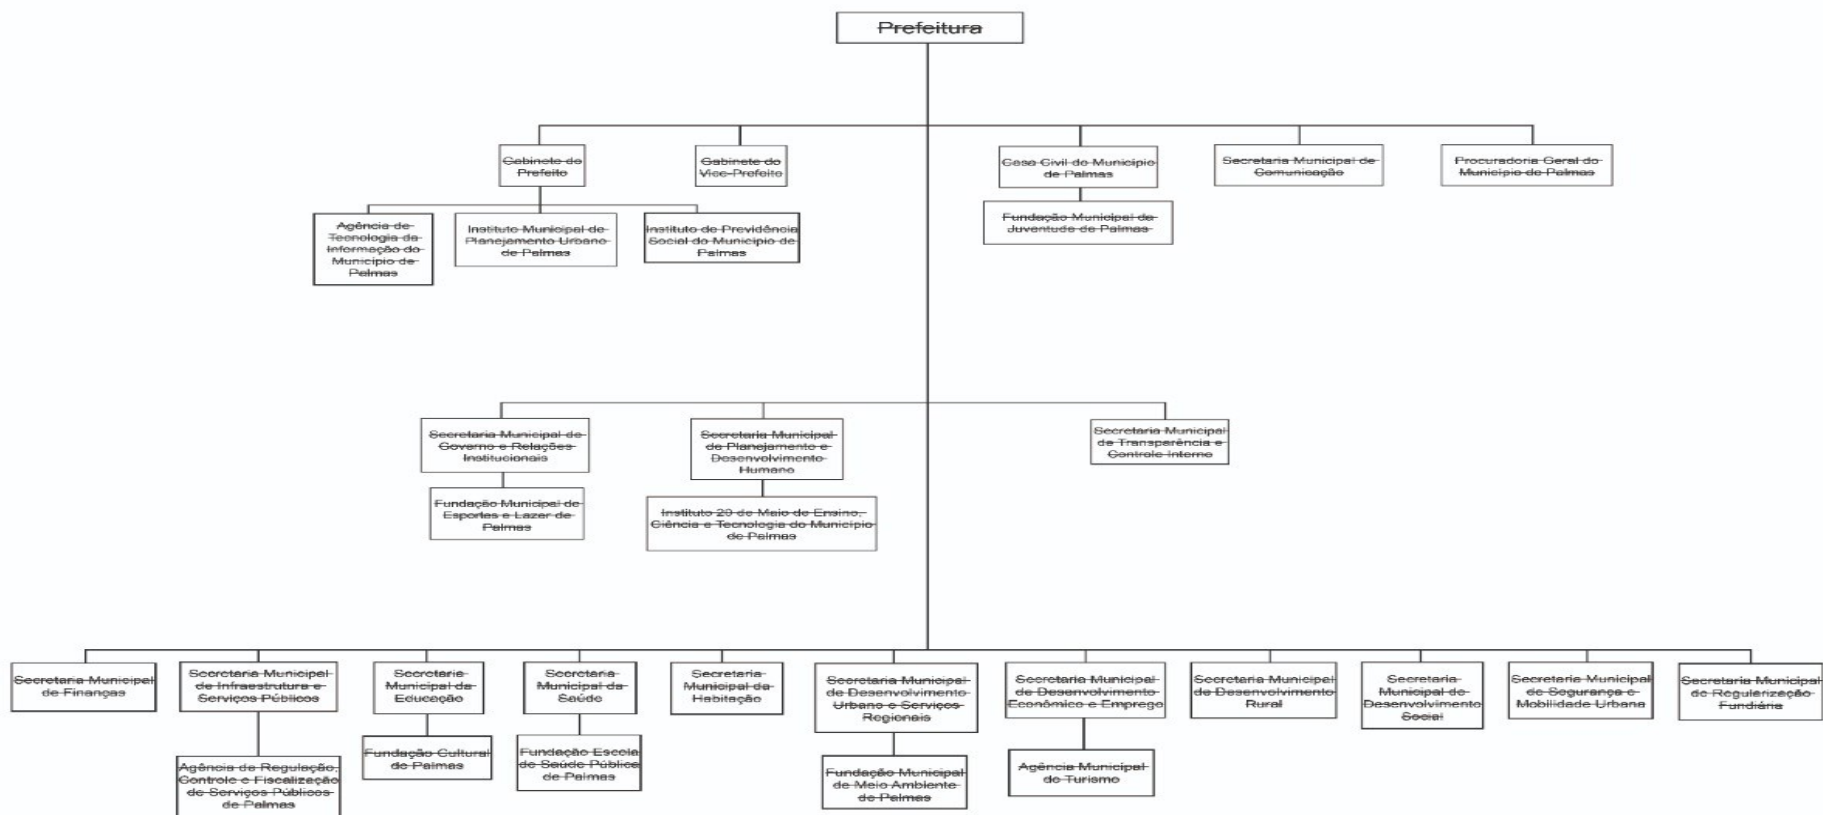 Prefeitura
Gabinete do
Prefeito
Gabinete do
Vice-Prefeito
Casa Civil do Município
de Palmas
Secretaria Municipal de
Comunicação
Procuradoria Geral do
Município de Palmas
Agência de
Tecnologia da
Informação do
Município de
Palmas
Instituto Municipal de
Planejamento Urbano
de Palmas
Instituto de Previdência
Social do Município de
Palmas
Fundação Municipal da
Juventude de Palmas
Secretaria Municipal de
Governo e Relações
Institucionais
Secretaria Municipal
de Planejamento e
Desenvolvimento
Humano
Secretaria Municipal
de Transparência e
Controle Interno
Fundação Municipal de
Esportes e Lazer de
Palmas
Instituto 20 de Maio de Ensino,
Ciência e Tecnologia do Município
de Palmas
Secretaria Municipal
de Finanças
Secretaria Municipal
de Infraestrutura e
Serviços Públicos
Secretaria
Municipal da
Educação
Secretaria
Municipal da
Saúde
Secretaria
Municipal da
Habitação
Secretaria Municipal
de Desenvolvimento
Urbano e Serviços
Regionais
Secretaria Municipal
de Desenvolvimento
Econômico e Emprego
Secretaria Municipal
de Desenvolvimento
Rural
Secretaria
Municipal de
Desenvolvimento
Social
Secretaria Municipal
de Segurança e
Mobilidade Urbana
Secretaria Municipal
de Regularização
Fundiária
Agência de Regulação,
Controle e Fiscalização
de Serviços Públicos
de Palmas
Fundação Cultural
de Palmas
Fundação Escola
de Saúde Pública
de Palmas
Fundação Municipal
de Meio Ambiente
de Palmas
Agência Municipal
de Turismo